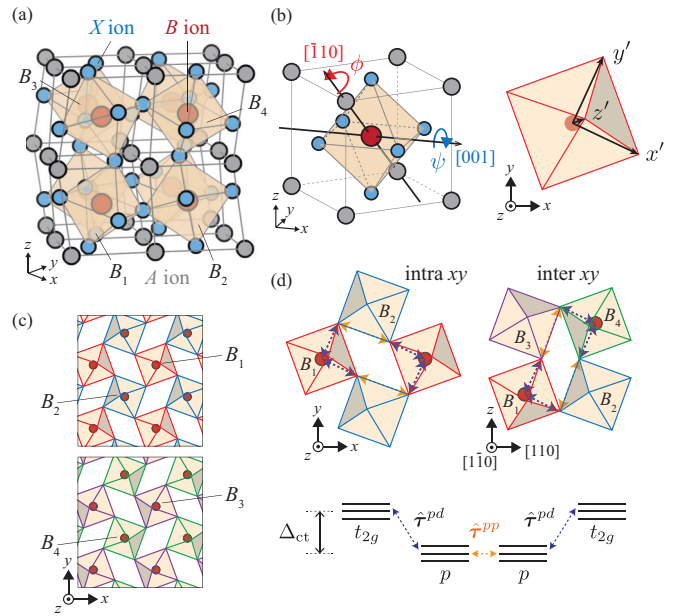 (a)
X ion
B ion
B₃
B₄
z
y
x
B₁
A ion
B₂
(b)
[1̄10]
ϕ
ψ
[001]
z
y
x
y′
z′
x′
y
z
x
(c)
B₁
B₂
B₃
B₄
y
z
x
(d)
intra xy
inter xy
B₂
B₁
B₃
B₄
B₁
B₂
y
z
x
z
[11̄0]
[110]
Δct
t2g
τ̂ᵖᵈ
τ̂ᵖᵖ
τ̂ᵖᵈ
t2g
p
p